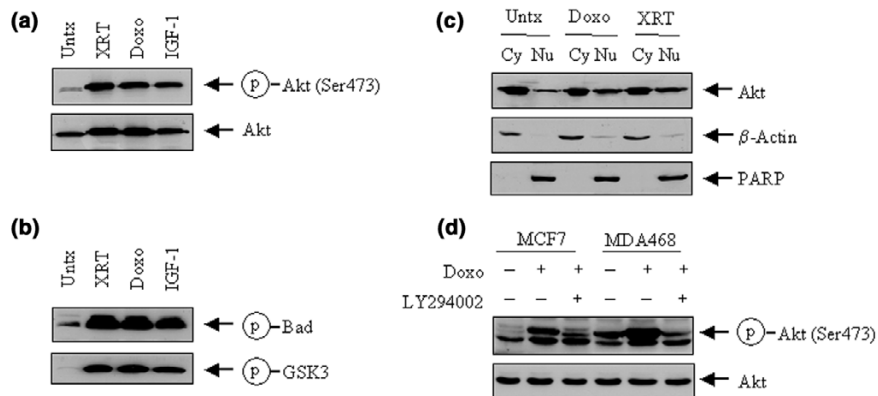 (a)
Untx XRT Doxo IGF-1
p Akt (Ser473)
Akt
(b)
Untx XRT Doxo IGF-1
p Bad
p GSK3
(c)
Untx Doxo XRT
Cy Nu Cy Nu Cy Nu
Akt
β-Actin
PARP
(d)
MCF7 MDA468
Doxo – + + – + +
LY294002 – – + – – +
p Akt (Ser473)
Akt